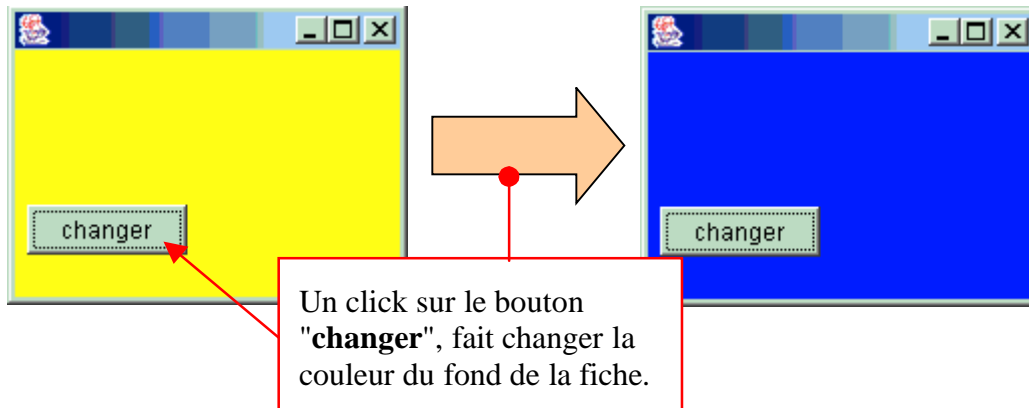 changer
changer
Un click sur le bouton
"changer", fait changer la
couleur du fond de la fiche.